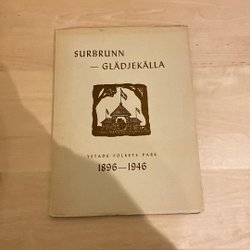 SURBRUNN
— GLÄDJEKÄLLA
YSTADS FOLKETS PARK
1896—1946